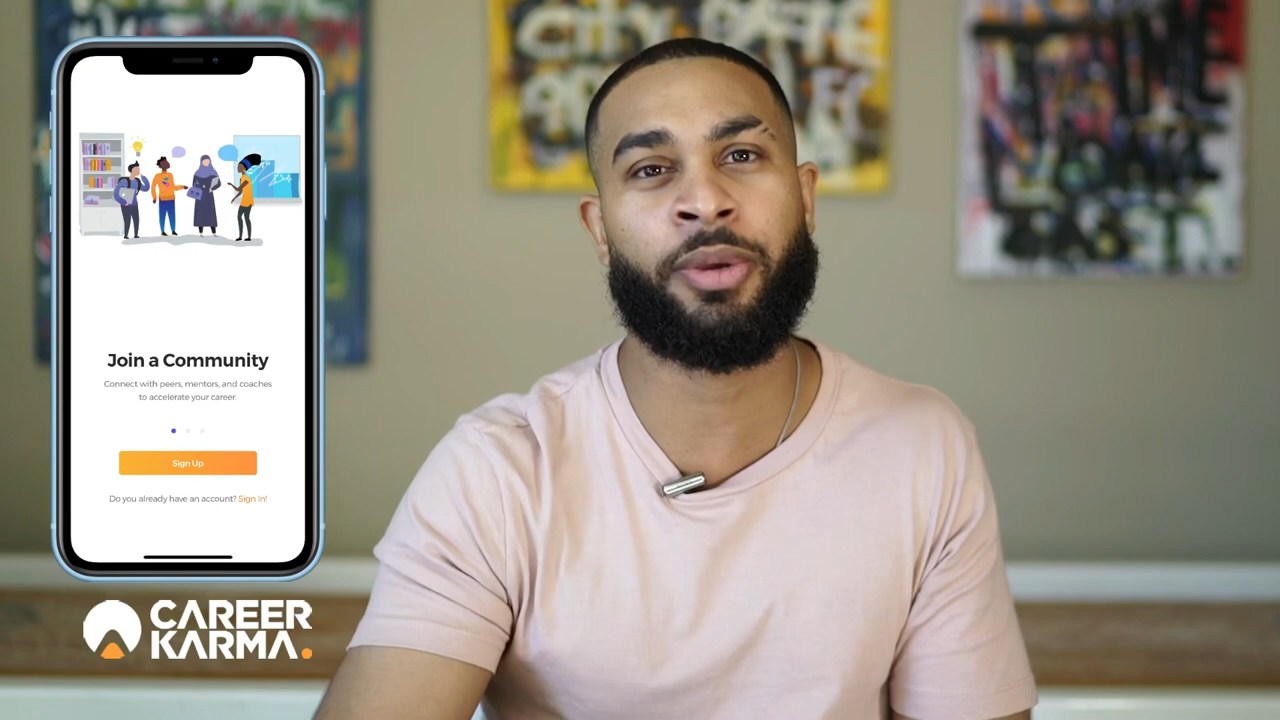 Join a Community
Connect with peers, mentors, and coaches
to accelerate your career.
Sign Up
Do you already have an account? Sign In!
CAREER
KARMA.
CITY